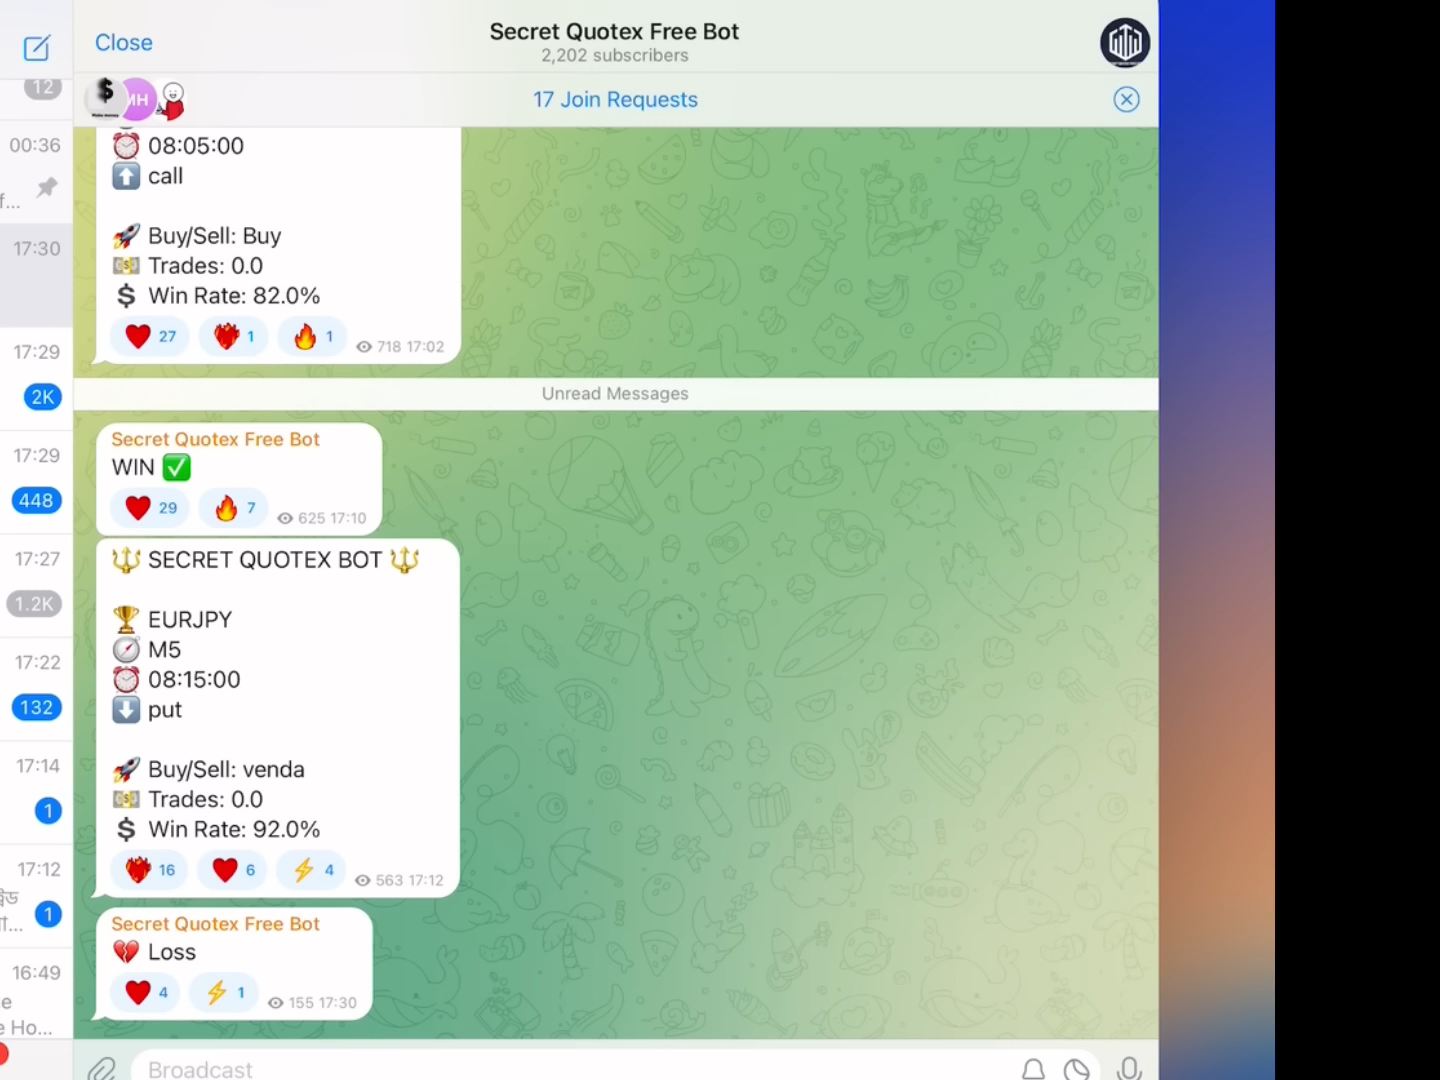 Close
Secret Quotex Free Bot
2,202 subscribers
12
MH
17 Join Requests
00:36
f...
17:30
17:29
2K
17:29
448
17:27
1.2K
17:22
132
17:14
1
17:12
1
16:49
e
e Ho...
08:05:00
call
Buy/Sell: Buy
Trades: 0.0
$ Win Rate: 82.0%
27 1 1 718 17:02
Unread Messages
Secret Quotex Free Bot
WIN ✅
29 7 625 17:10
🔱 SECRET QUOTEX BOT 🔱
🏆 EURJPY
M5
⏰ 08:15:00
⬇️ put
🚀 Buy/Sell: venda
💵 Trades: 0.0
$ Win Rate: 92.0%
16 6 4 563 17:12
Secret Quotex Free Bot
💔 Loss
4 1 155 17:30
Broadcast